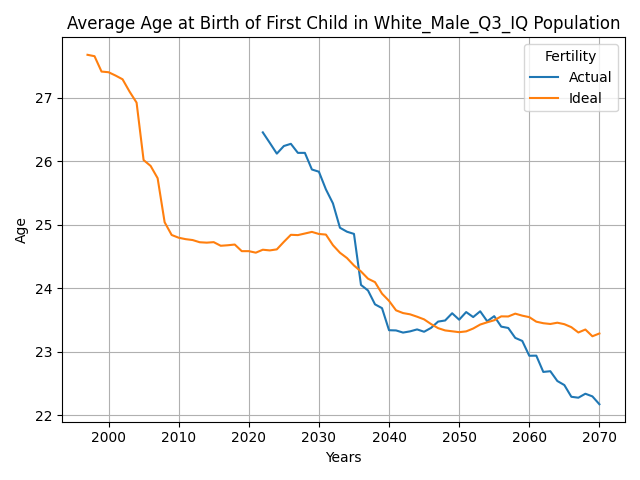 Average Age at Birth of First Child in White_Male_Q3_IQ Population
Fertility
Actual
Ideal
Age
27
26
25
24
23
22
2000
2010
2020
2030
2040
2050
2060
2070
Years